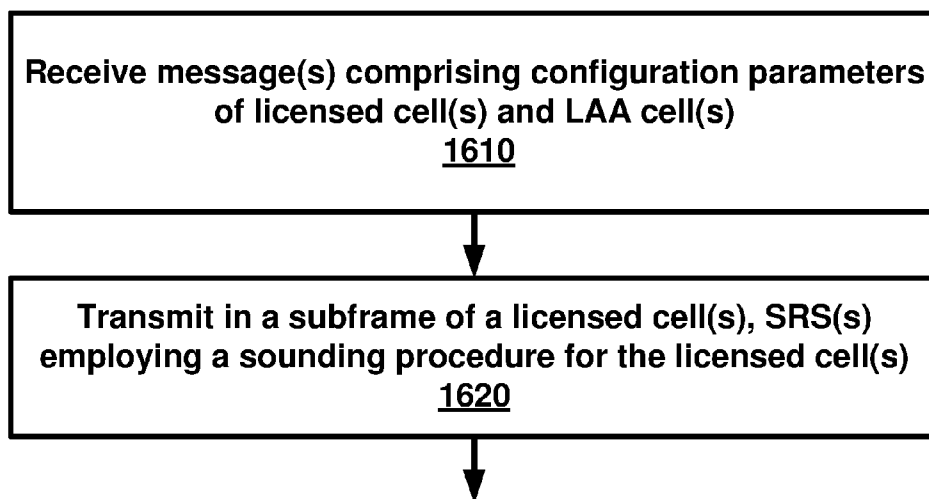 Receive message(s) comprising configuration parameters
of licensed cell(s) and LAA cell(s)
1610
Transmit in a subframe of a licensed cell(s), SRS(s)
employing a sounding procedure for the licensed cell(s)
1620